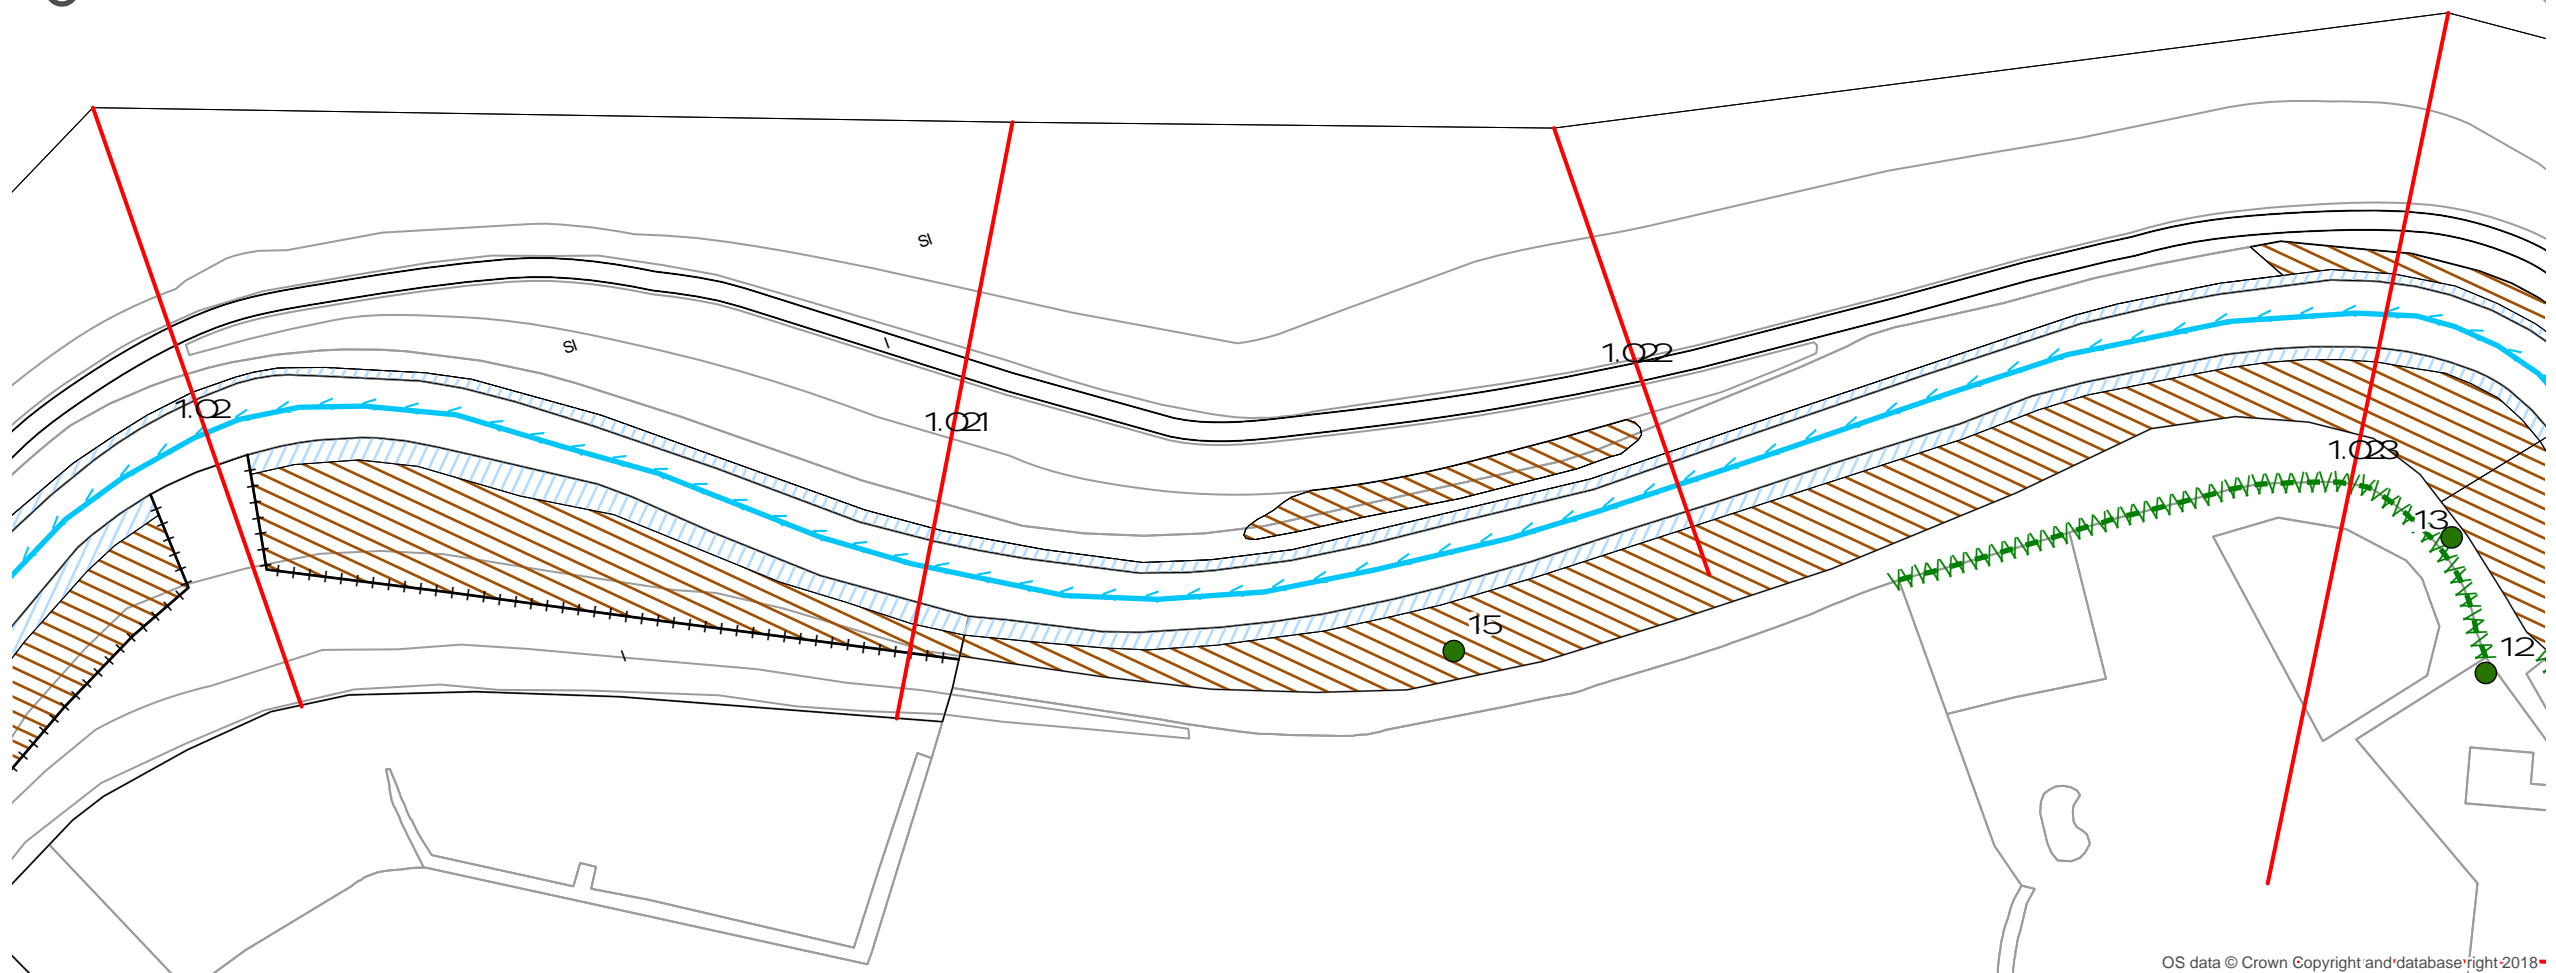 SI
SI
I
1.022
1.02
1.021
1.023
13
15
12
I
OS data © Crown Copyright and database right 2018